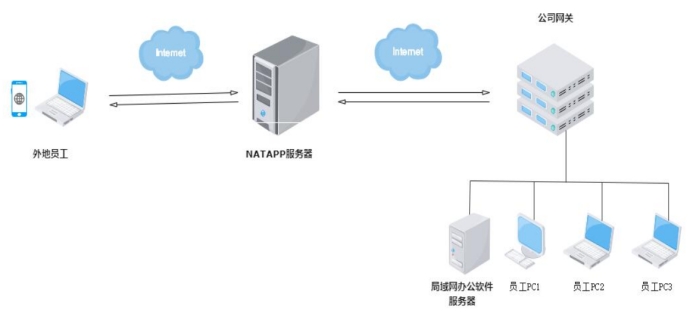 公司网关
Internet
Internet
外地员工
NATAPP服务器
局域网办公软件
服务器
员工PC1
员工PC2
员工PC3